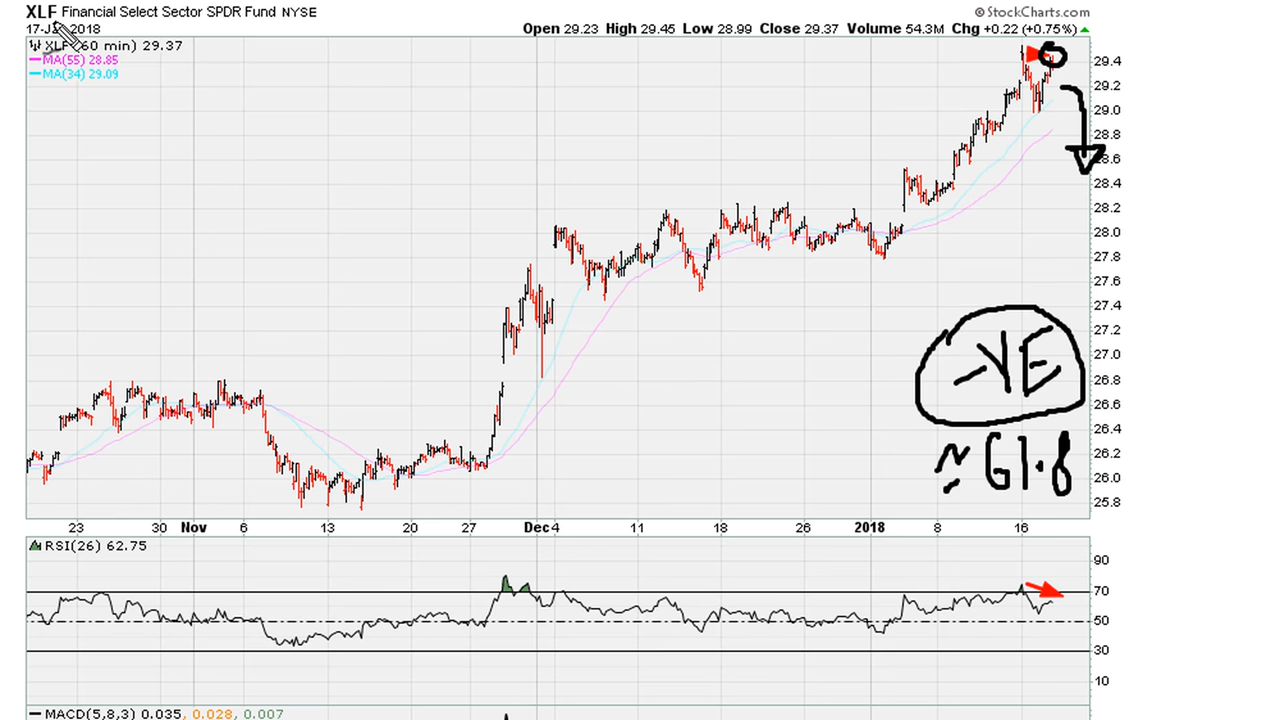 XLF Financial Select Sector SPDR Fund NYSE
© StockCharts.com
2018
Open 29.23 High 29.45 Low 28.99 Close 29.37 Volume 54.3M Chg +0.22 (+0.75%)
XLF (60 min) 29.37
MA(55) 28.85
MA(34) 29.09
29.4
29.2
29.0
28.8
28.6
28.4
28.2
28.0
27.8
27.6
27.4
27.2
27.0
26.8
26.6
26.4
26.2
26.0
25.8
-VE
≈ 61.8
23 30 Nov 6 13 20 27 Dec 4 11 18 26 2018 8 16
RSI(26) 62.75
90
70
50
30
10
MACD(5,8,3) 0.035, 0.028, 0.007